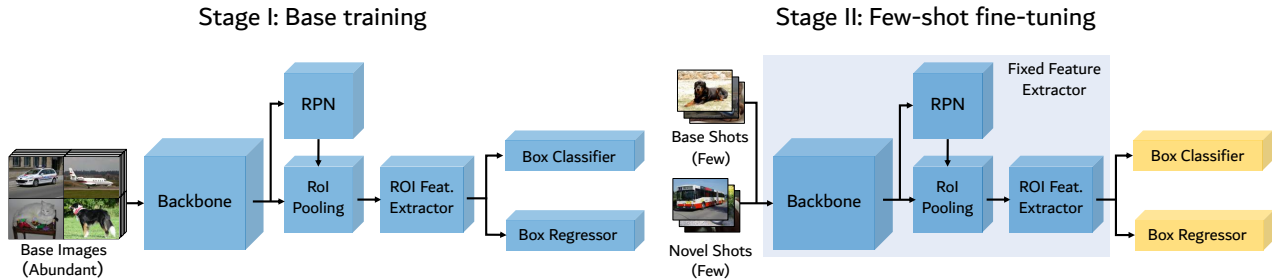 Stage I: Base training
RPN
Backbone
RoI
Pooling
ROI Feat.
Extractor
Box Classifier
Box Regressor
Base Images
(Abundant)
Stage II: Few-shot fine-tuning
Fixed Feature
Extractor
RPN
Base Shots
(Few)
Backbone
RoI
Pooling
ROI Feat.
Extractor
Box Classifier
Box Regressor
Novel Shots
(Few)